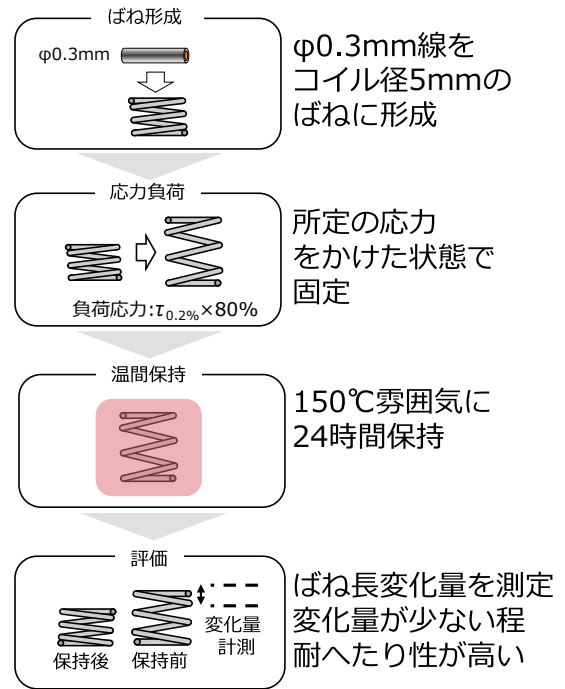 ばね形成
φ0.3mm
φ0.3mm線を
コイル径5mmの
ばねに形成
応力負荷
負荷応力:τ0.2%×80%
所定の応力
をかけた状態で
固定
温間保持
150℃雰囲気に
24時間保持
評価
保持後
保持前
変化量
計測
ばね長変化量を測定
変化量が少ない程
耐へたり性が高い